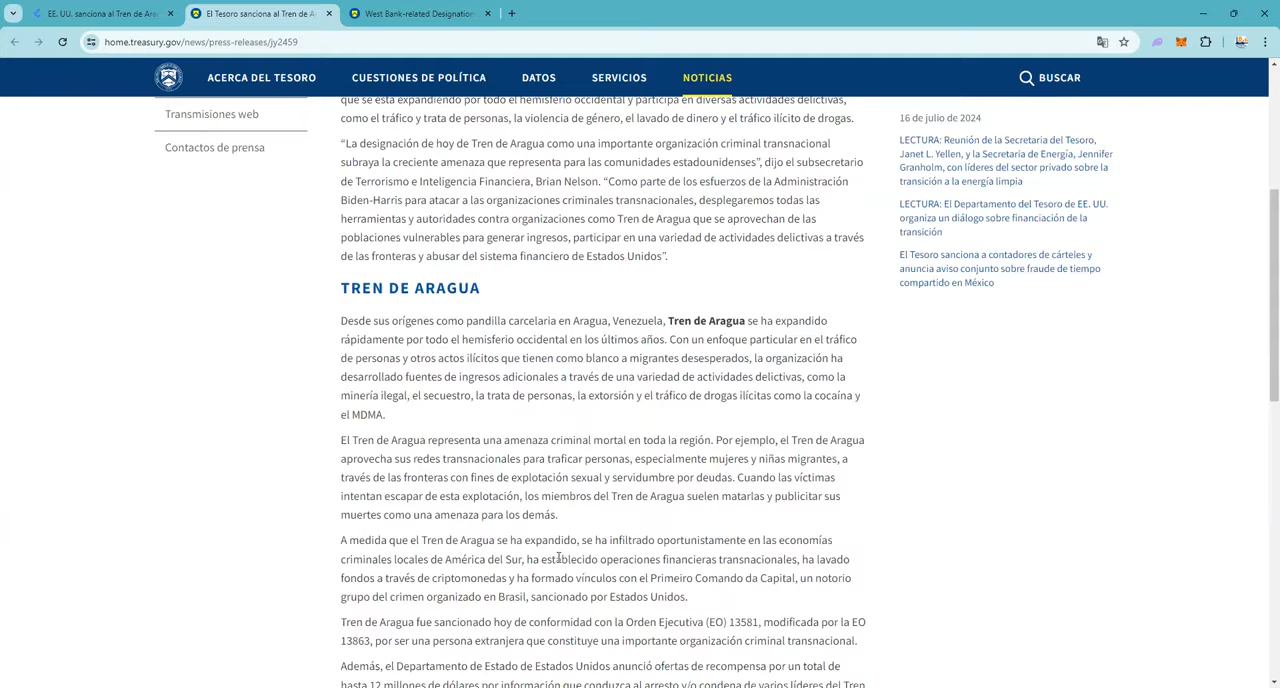 EE. UU. sanciona al Tren de Ara
El Tesoro sanciona al Tren de A
West Bank-related Designation
home.treasury.gov/news/press-releases/jy2459
ACERCA DEL TESORO
CUESTIONES DE POLÍTICA
DATOS
SERVICIOS
NOTICIAS
BUSCAR
Transmisiones web
Contactos de prensa
que se está expandiendo por todo el hemisferio occidental y participa en diversas actividades delictivas,
como el tráfico y trata de personas, la violencia de género, el lavado de dinero y el tráfico ilícito de drogas.
“La designación de hoy de Tren de Aragua como una importante organización criminal transnacional
subraya la creciente amenaza que representa para las comunidades estadounidenses”, dijo el subsecretario
de Terrorismo e Inteligencia Financiera, Brian Nelson. “Como parte de los esfuerzos de la Administración
Biden-Harris para atacar a las organizaciones criminales transnacionales, desplegaremos todas las
herramientas y autoridades contra organizaciones como Tren de Aragua que se aprovechan de las
poblaciones vulnerables para generar ingresos, participar en una variedad de actividades delictivas a través
de las fronteras y abusar del sistema financiero de Estados Unidos”.
TREN DE ARAGUA
Desde sus orígenes como pandilla carcelaria en Aragua, Venezuela, Tren de Aragua se ha expandido
rápidamente por todo el hemisferio occidental en los últimos años. Con un enfoque particular en el tráfico
de personas y otros actos ilícitos que tienen como blanco a migrantes desesperados, la organización ha
desarrollado fuentes de ingresos adicionales a través de una variedad de actividades delictivas, como la
minería ilegal, el secuestro, la trata de personas, la extorsión y el tráfico de drogas ilícitas como la cocaína y
el MDMA.
El Tren de Aragua representa una amenaza criminal mortal en toda la región. Por ejemplo, el Tren de Aragua
aprovecha sus redes transnacionales para traficar personas, especialmente mujeres y niñas migrantes, a
través de las fronteras con fines de explotación sexual y servidumbre por deudas. Cuando las víctimas
intentan escapar de esta explotación, los miembros del Tren de Aragua suelen matarlas y publicitar sus
muertes como una amenaza para los demás.
A medida que el Tren de Aragua se ha expandido, se ha infiltrado oportunistamente en las economías
criminales locales de América del Sur, ha establecido operaciones financieras transnacionales, ha lavado
fondos a través de criptomonedas y ha formado vínculos con el Primeiro Comando da Capital, un notorio
grupo del crimen organizado en Brasil, sancionado por Estados Unidos.
Tren de Aragua fue sancionado hoy de conformidad con la Orden Ejecutiva (EO) 13581, modificada por la EO
13863, por ser una persona extranjera que constituye una importante organización criminal transnacional.
Además, el Departamento de Estado de Estados Unidos anunció ofertas de recompensa por un total de
hasta 12 millones de dólares por información que conduzca al arresto y/o condena de varios líderes del Tren
16 de julio de 2024
LECTURA: Reunión de la Secretaria del Tesoro,
Janet L. Yellen, y la Secretaria de Energía, Jennifer
Granholm, con líderes del sector privado sobre la
transición a la energía limpia
LECTURA: El Departamento del Tesoro de EE. UU.
organiza un diálogo sobre financiación de la
transición
El Tesoro sanciona a contadores de cárteles y
anuncia aviso conjunto sobre fraude de tiempo
compartido en México